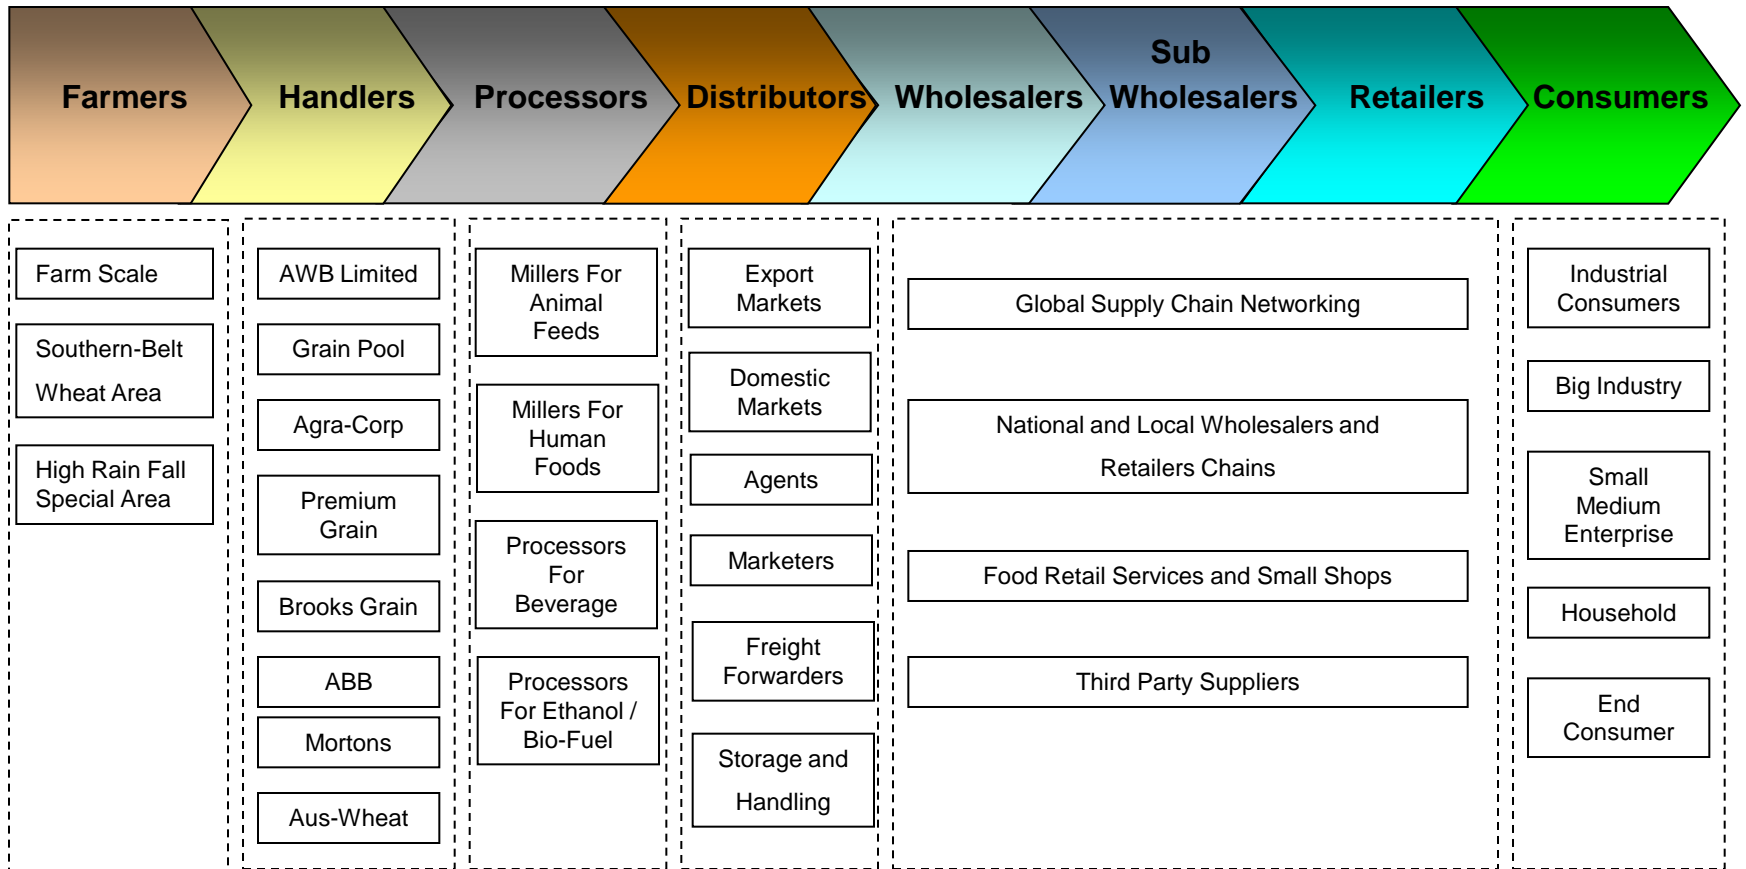 Farmers
Handlers
Processors
Distributors
Wholesalers
Sub
Wholesalers
Retailers
Consumers
Farm Scale
Southern-Belt
Wheat Area
High Rain Fall
Special Area
AWB Limited
Grain Pool
Agra-Corp
Premium
Grain
Brooks Grain
ABB
Mortons
Aus-Wheat
Millers For
Animal
Feeds
Millers For
Human
Foods
Processors
For
Beverage
Processors
For Ethanol /
Bio-Fuel
Export
Markets
Domestic
Markets
Agents
Marketers
Freight
Forwarders
Storage and
Handling
Global Supply Chain Networking
National and Local Wholesalers and
Retailers Chains
Food Retail Services and Small Shops
Third Party Suppliers
Industrial
Consumers
Big Industry
Small
Medium
Enterprise
Household
End
Consumer